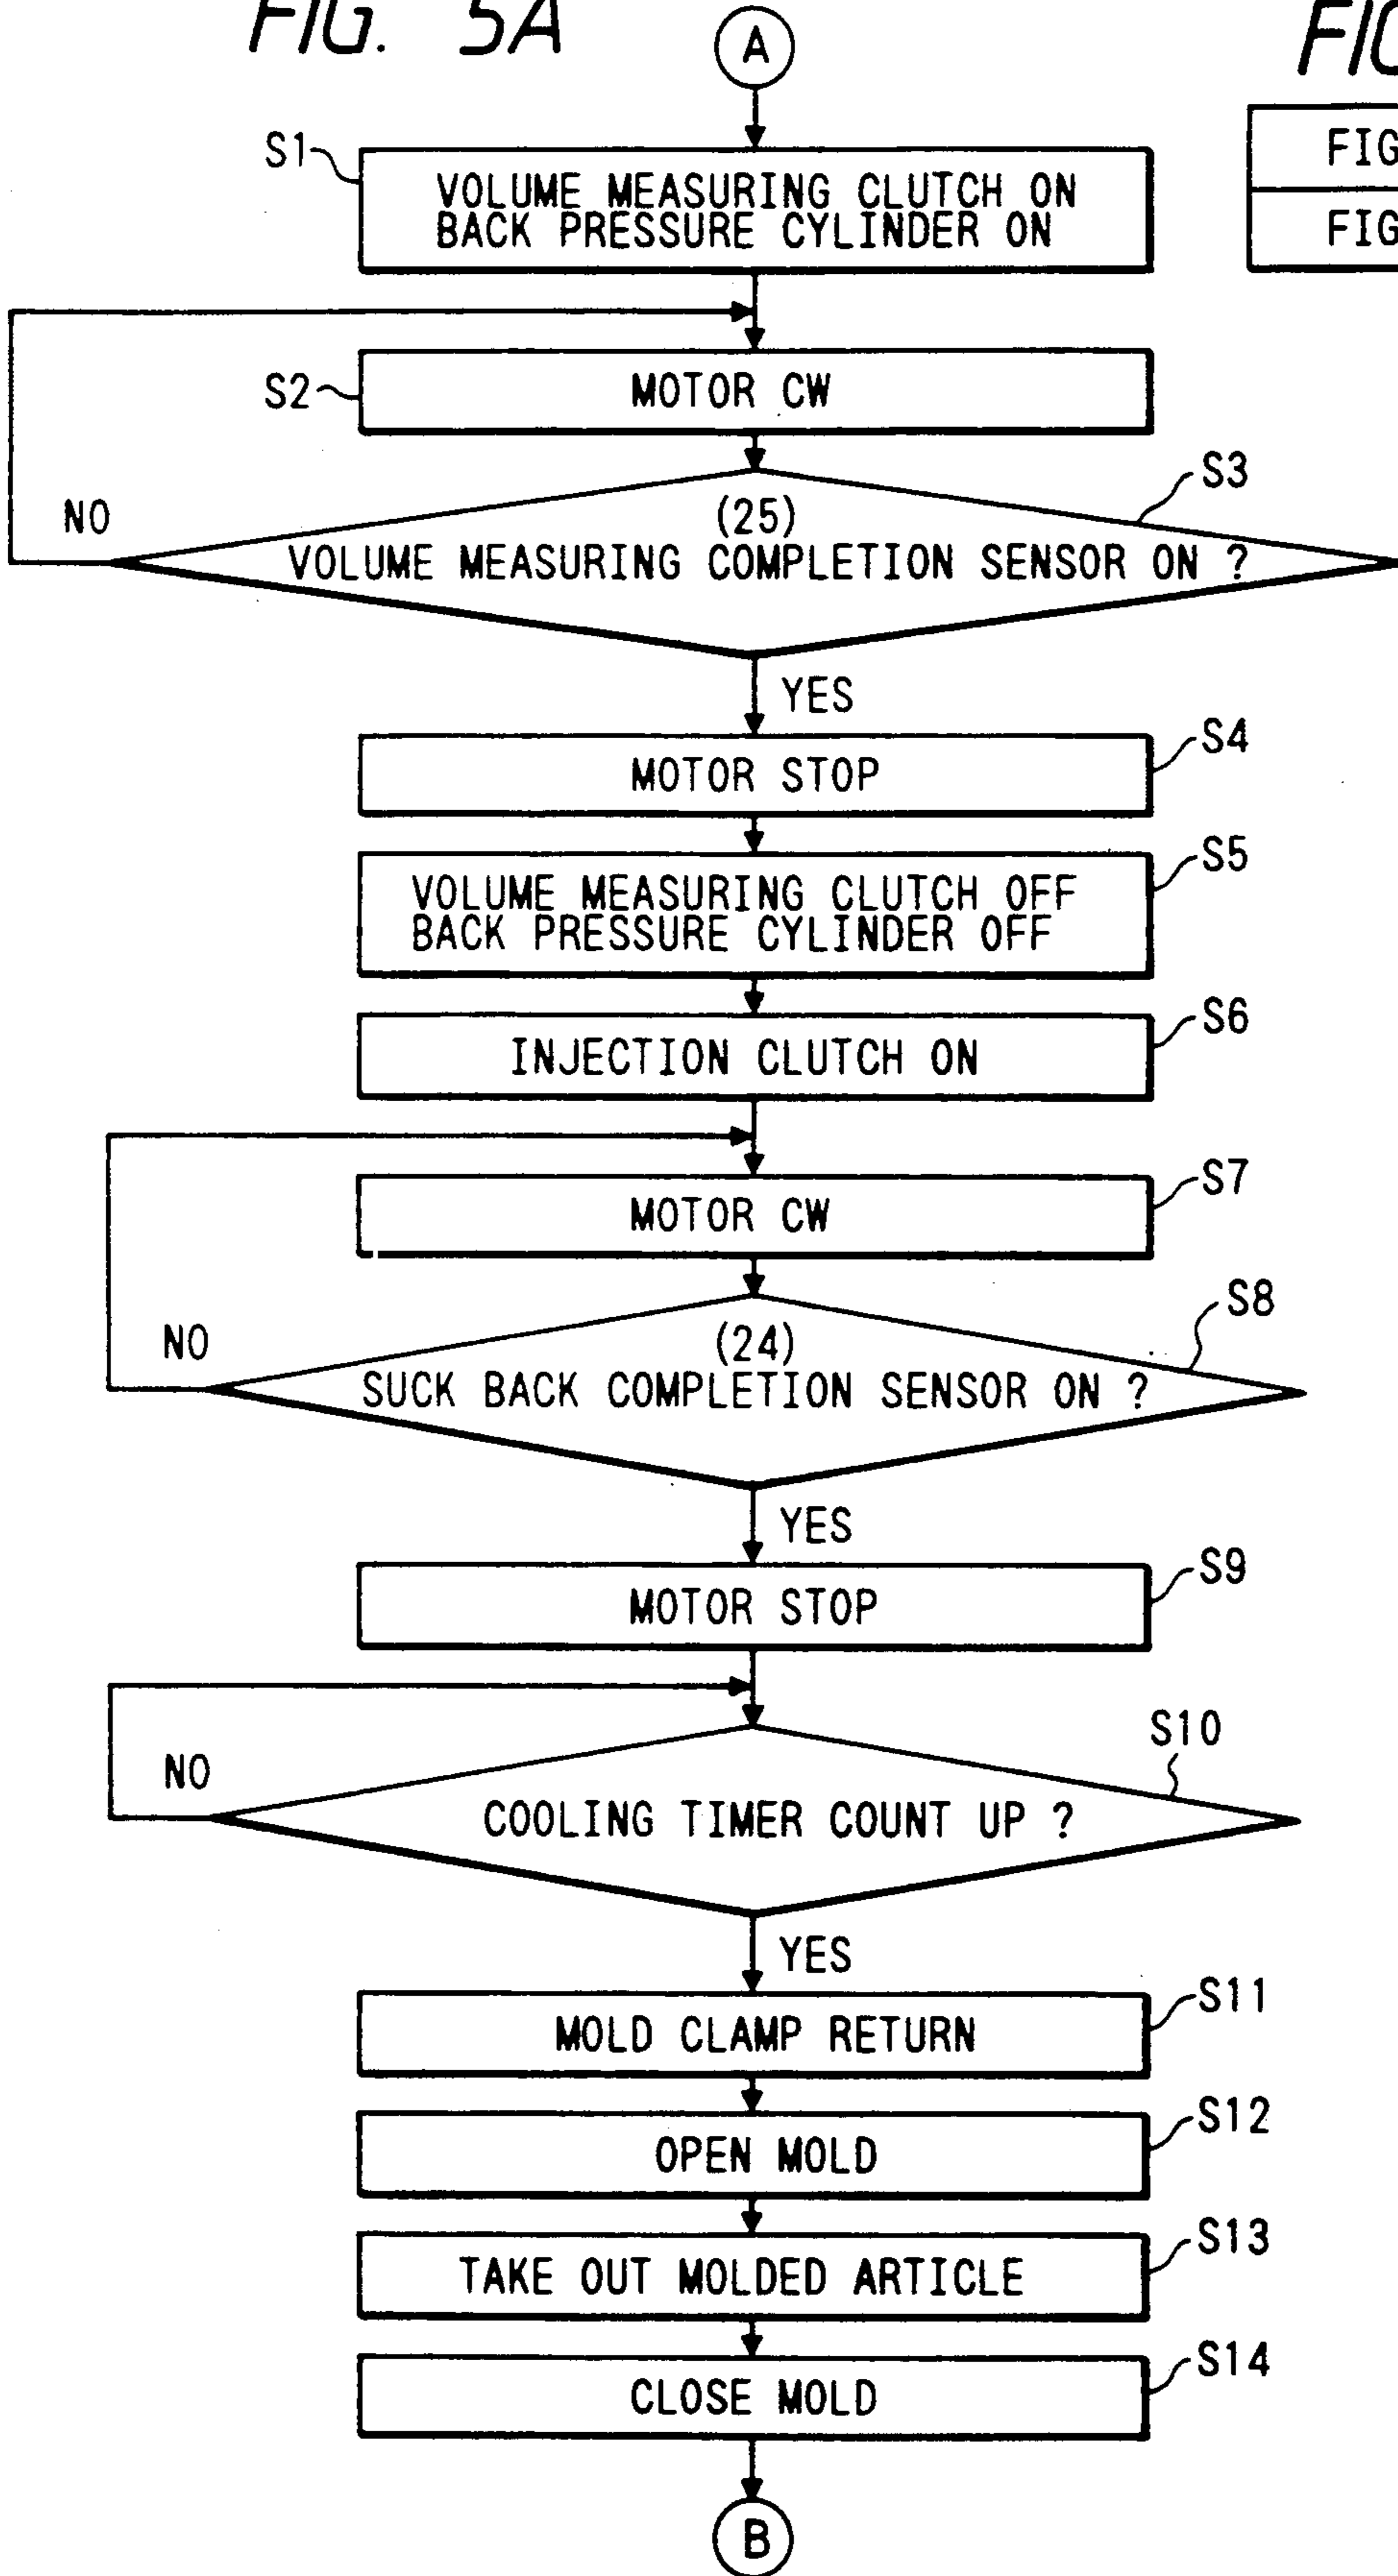 FIG. 5A
A
FIG
FIG
FIG
S1
VOLUME MEASURING CLUTCH ON
BACK PRESSURE CYLINDER ON
S2
MOTOR CW
S3
NO
(25)
VOLUME MEASURING COMPLETION SENSOR ON ?
YES
S4
MOTOR STOP
S5
VOLUME MEASURING CLUTCH OFF
BACK PRESSURE CYLINDER OFF
S6
INJECTION CLUTCH ON
S7
MOTOR CW
S8
NO
(24)
SUCK BACK COMPLETION SENSOR ON ?
YES
S9
MOTOR STOP
S10
NO
COOLING TIMER COUNT UP ?
YES
S11
MOLD CLAMP RETURN
S12
OPEN MOLD
S13
TAKE OUT MOLDED ARTICLE
S14
CLOSE MOLD
B